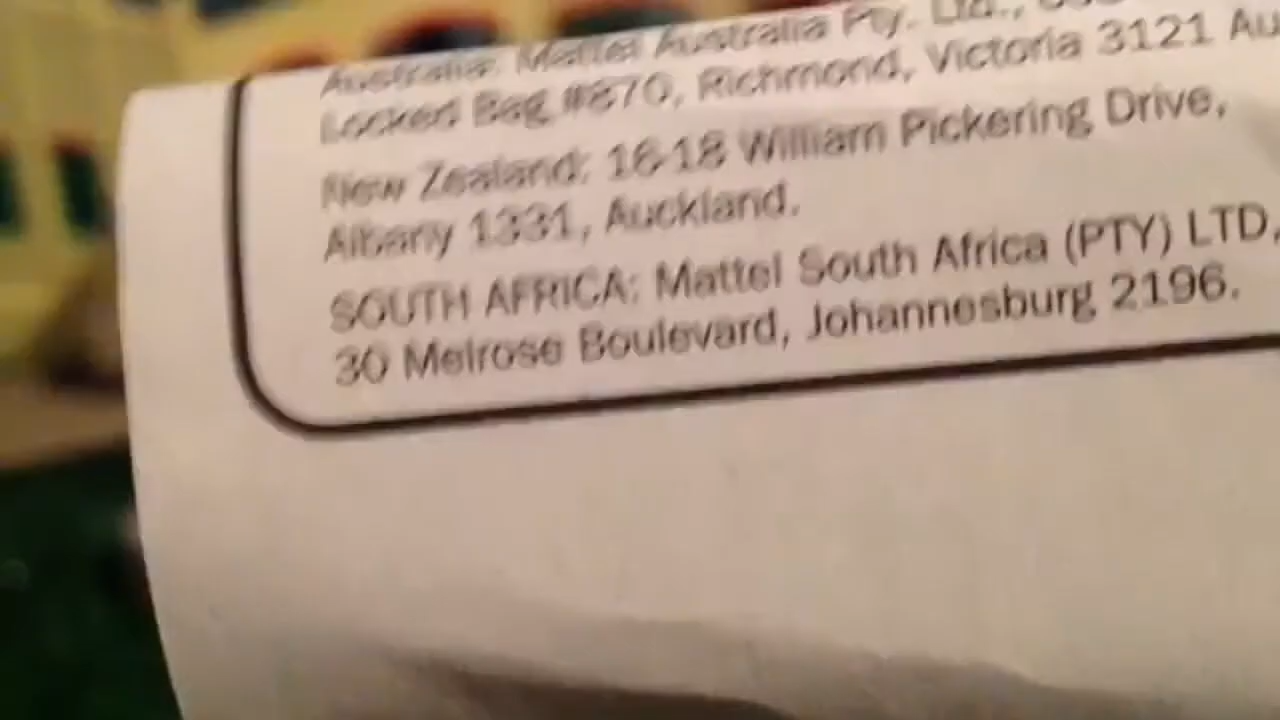 Australia: Mattel Australia Pty. Ltd.,
Locked Bag #870, Richmond, Victoria 3121
New Zealand: 16-18 William Pickering Drive,
Albany 1331, Auckland.
SOUTH AFRICA: Mattel South Africa (PTY) LTD,
30 Melrose Boulevard, Johannesburg 2196.